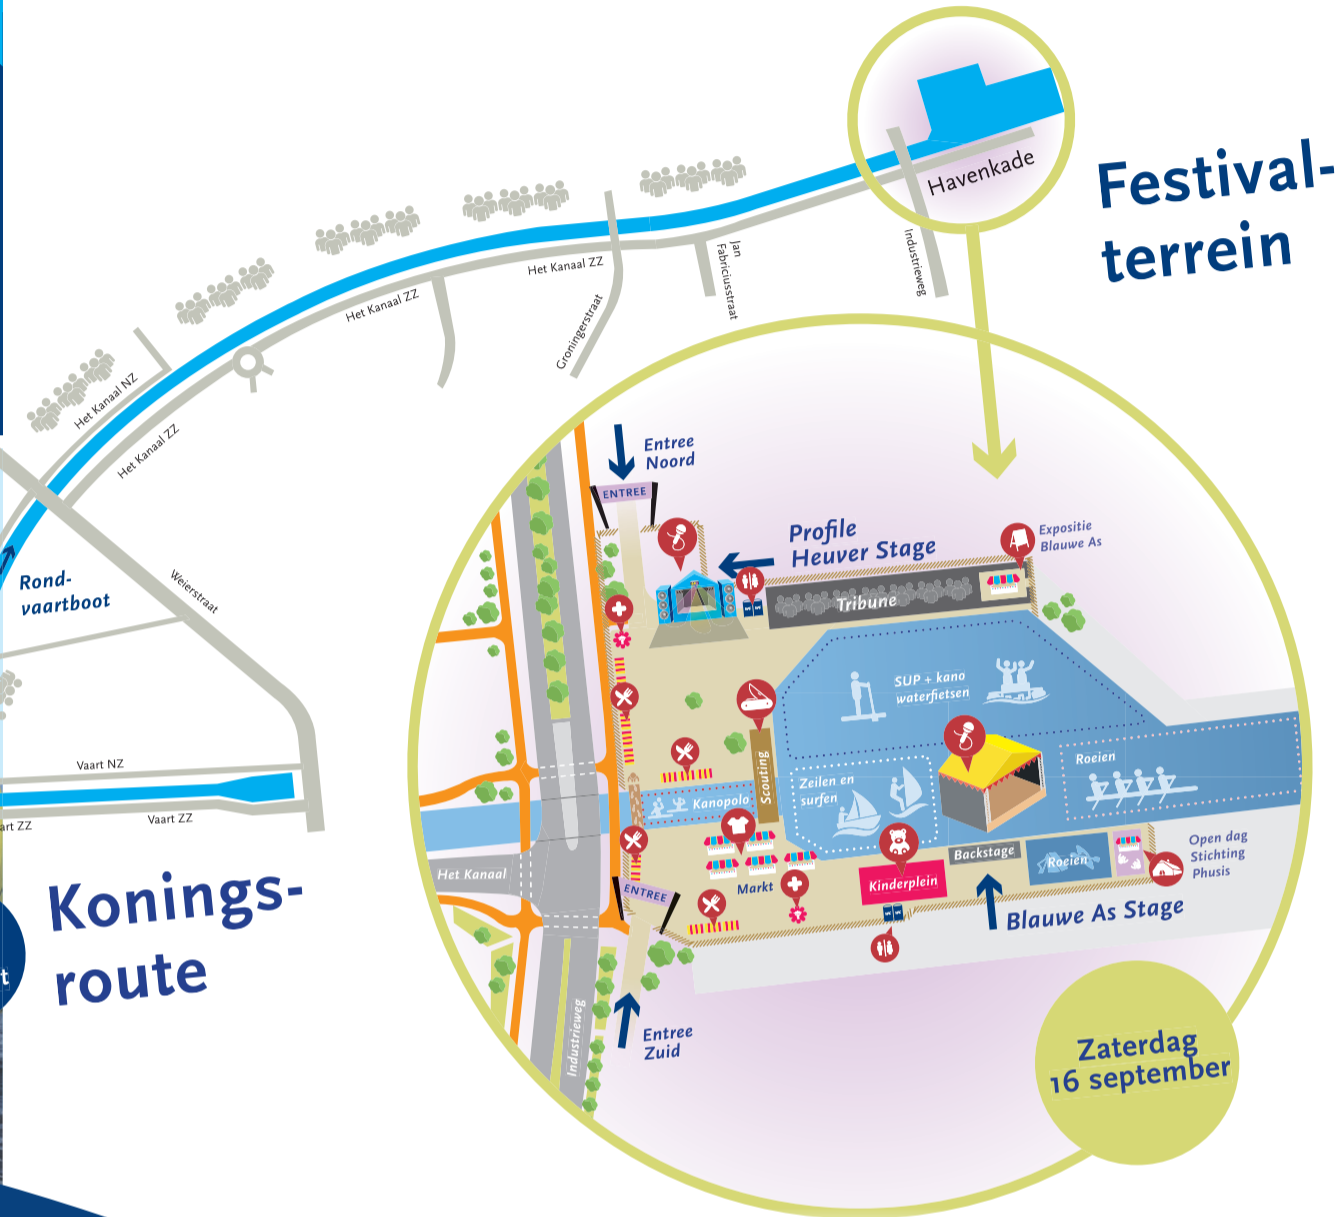 Festival-
terrein
Havenkade
Industrieweg
Jan
Fabriciusstraat
Groningerstraat
Het Kanaal ZZ
Het Kanaal ZZ
Het Kanaal NZ
Het Kanaal ZZ
Weierstraat
Rond-
vaartboot
Vaart NZ
Vaart ZZ
art ZZ
Konings-
route
t
Entree
Noord
ENTREE
Profile
Heuver Stage
Expositie
Blauwe As
Tribune
SUP + kano
waterfietsen
Scouting
Zeilen en
surfen
Roeien
Kanopolo
Het Kanaal
ENTREE
Markt
Kinderplein
Backstage
Roeien
Open dag
Stichting
Phusis
Blauwe As Stage
Industrieweg
Entree
Zuid
Zaterdag
16 september